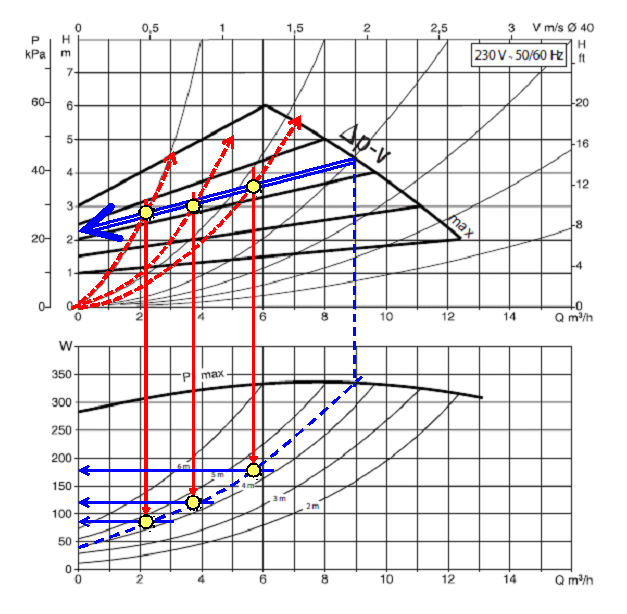 0 0,5 1 1,5 2 2,5 3 V m/s Ø 40
P H H
kPa m ft
230 V - 50/60 Hz
7
60 6 20
5 16
40 4 12
Δp-v
3
8
20 2
max
1 4
0 0 0
0 2 4 6 8 10 12 14 Q m³/h
W
350
P max
300
250
200
6 m
150 5 m
4 m
3 m
100 2 m
50
0
0 2 4 6 8 10 12 14 Q m³/h